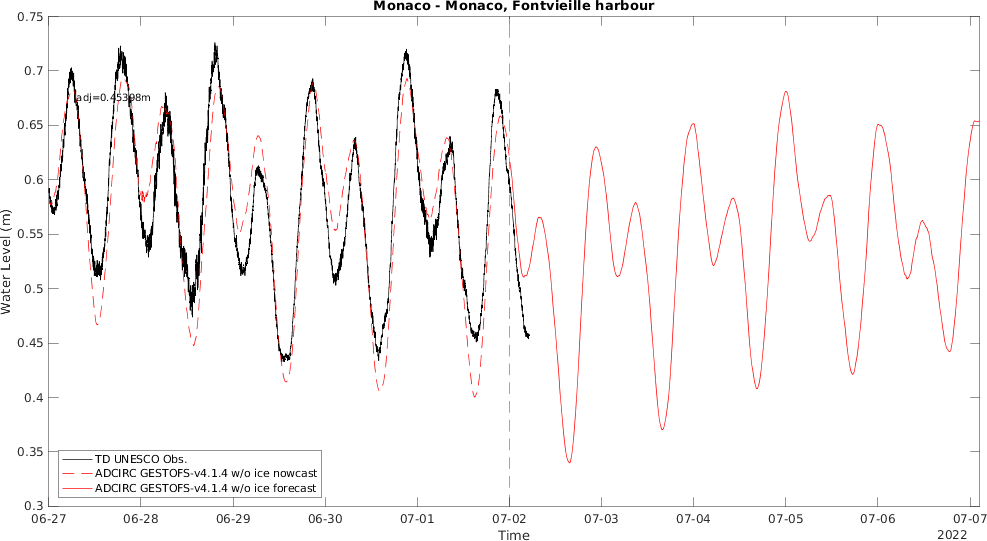 Monaco - Monaco, Fontvieille harbour
0.75
0.7
adj=0.45398m
0.65
0.6
0.55
Water Level (m)
0.5
0.45
0.4
0.35
0.3
TD UNESCO Obs.
ADCIRC GESTOFS-v4.1.4 w/o ice nowcast
ADCIRC GESTOFS-v4.1.4 w/o ice forecast
06-27 06-28 06-29 06-30 07-01 07-02 07-03 07-04 07-05 07-06 07-07
Time
2022